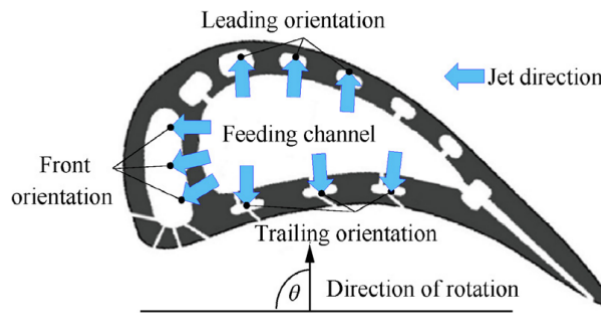 Leading orientation
Jet direction
Feeding channel
Front
orientation
Trailing orientation
θ
Direction of rotation